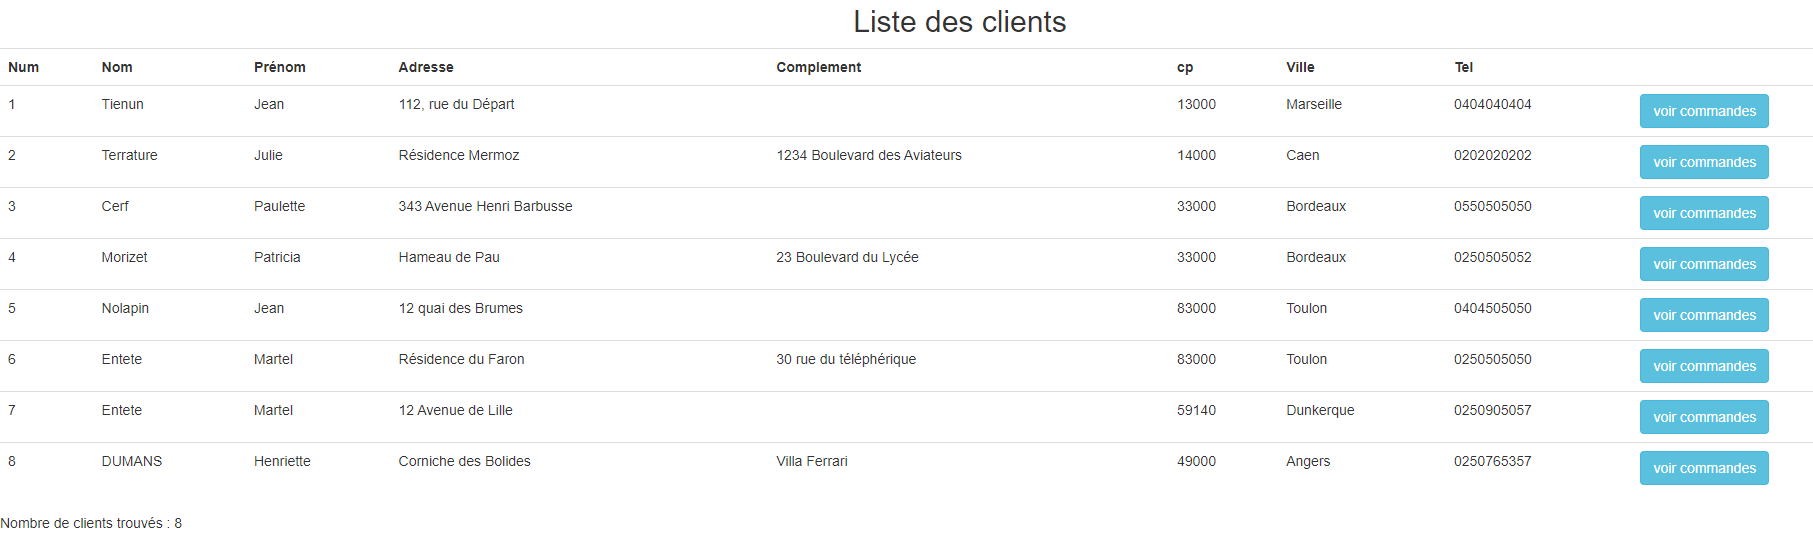 Liste des clients
Num Nom Prénom Adresse Complement cp Ville Tel
1 Tienun Jean 112, rue du Départ 13000 Marseille 0404040404 voir commandes
2 Terrature Julie Résidence Mermoz 1234 Boulevard des Aviateurs 14000 Caen 0202020202 voir commandes
3 Cerf Paulette 343 Avenue Henri Barbusse 33000 Bordeaux 0550505050 voir commandes
4 Morizet Patricia Hameau de Pau 23 Boulevard du Lycée 33000 Bordeaux 0250505052 voir commandes
5 Nolapin Jean 12 quai des Brumes 83000 Toulon 0404505050 voir commandes
6 Entete Martel Résidence du Faron 30 rue du téléphérique 83000 Toulon 0250505050 voir commandes
7 Entete Martel 12 Avenue de Lille 59140 Dunkerque 0250905057 voir commandes
8 DUMANS Henriette Corniche des Bolides Villa Ferrari 49000 Angers 0250765357 voir commandes
Nombre de clients trouvés : 8